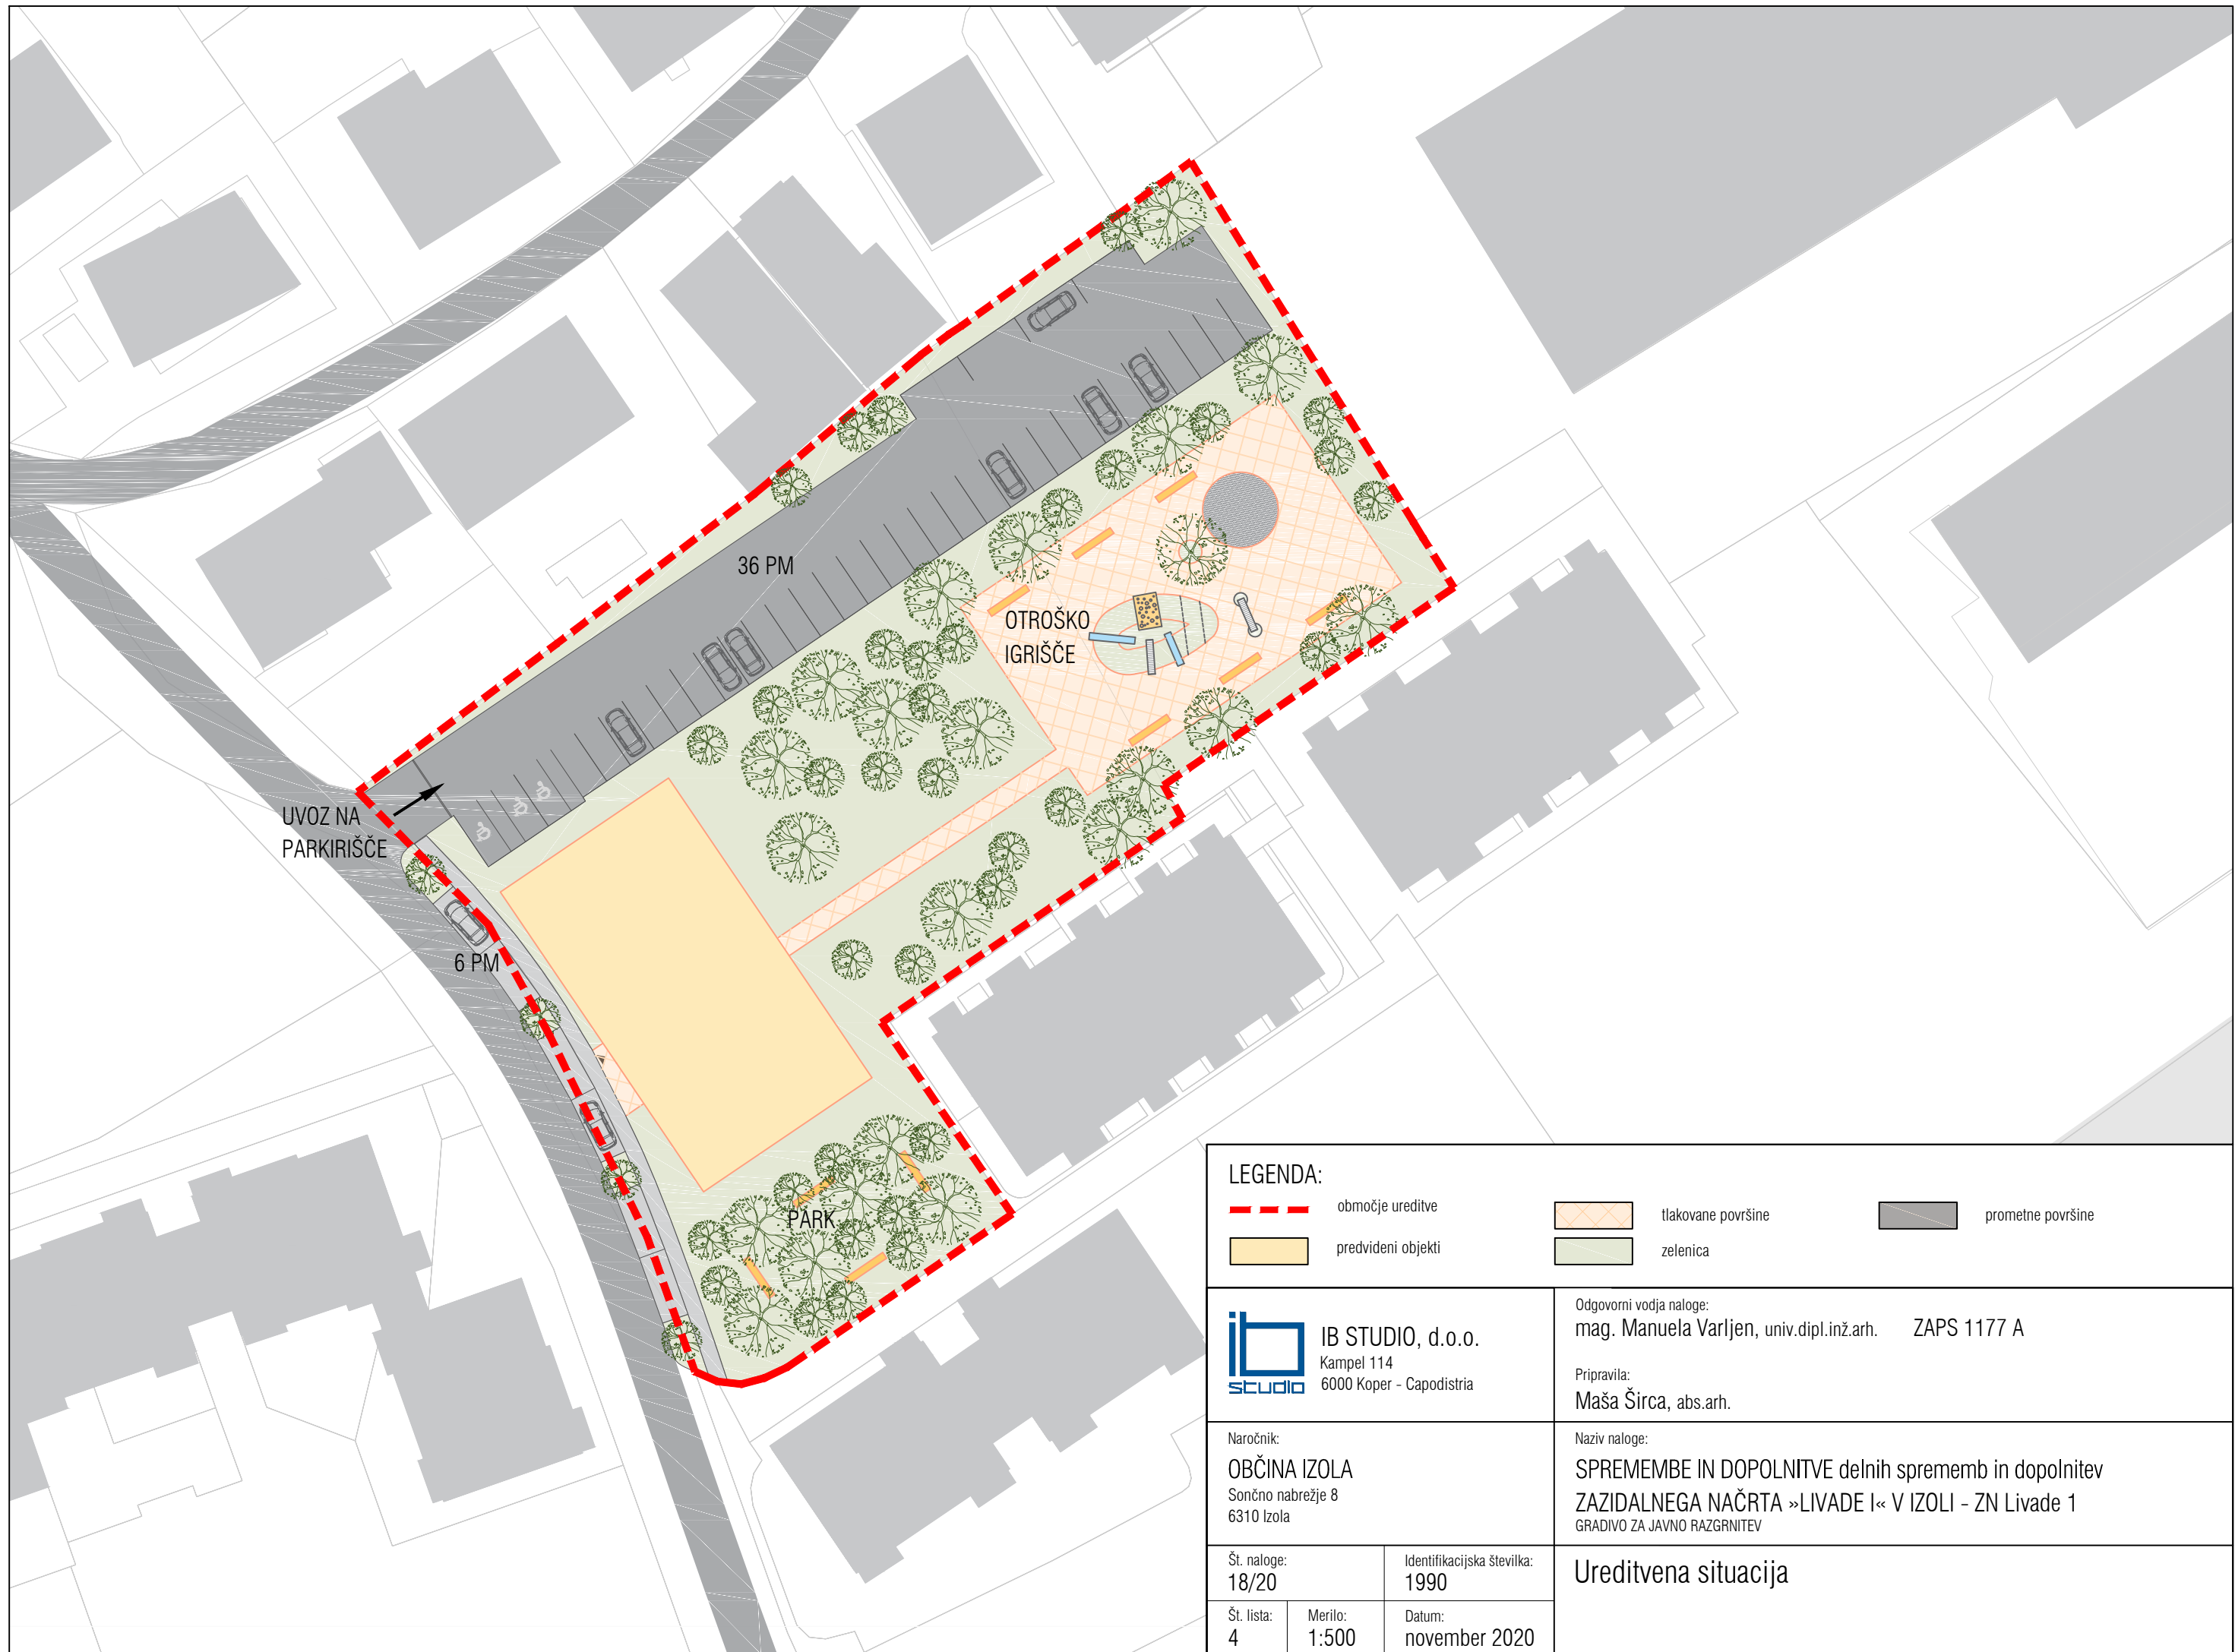 36 PM
OTROŠKO
IGRIŠČE
UVOZ NA
PARKIRIŠČE
6 PM
PARK
LEGENDA:
območje ureditve
tlakovane površine
prometne površine
predvideni objekti
zelenica
ib
studio
IB STUDIO, d.o.o.
Kampel 114
6000 Koper - Capodistria
Odgovorni vodja naloge:
mag. Manuela Varljen, univ.dipl.inž.arh. ZAPS 1177 A
Pripravila:
Maša Širca, abs.arh.
Naročnik:
OBČINA IZOLA
Sončno nabrežje 8
6310 Izola
Naziv naloge:
SPREMEMBE IN DOPOLNITVE delnih sprememb in dopolnitev
ZAZIDALNEGA NAČRTA »LIVADE I« V IZOLI - ZN Livade 1
GRADIVO ZA JAVNO RAZGRNITEV
Št. naloge:
18/20
Identifikacijska številka:
1990
Št. lista:
4
Merilo:
1:500
Datum:
november 2020
Ureditvena situacija